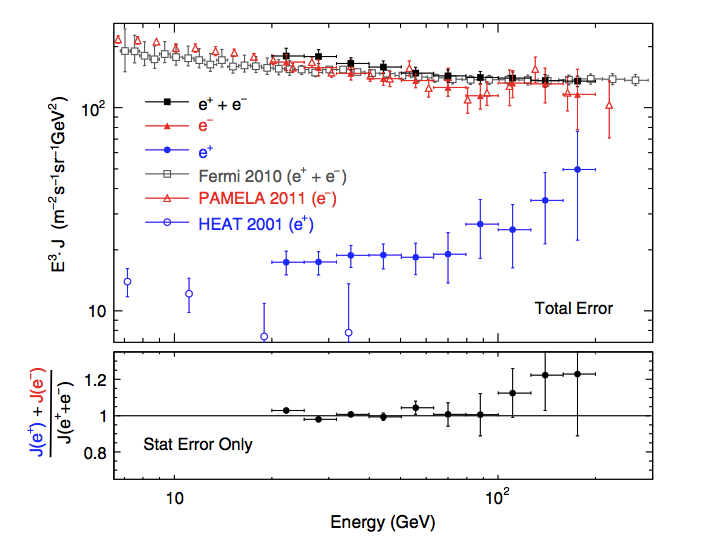 E³·J (m⁻²s⁻¹sr⁻¹GeV²)
10²
10
e⁺ + e⁻
e⁻
e⁺
Fermi 2010 (e⁺ + e⁻)
PAMELA 2011 (e⁻)
HEAT 2001 (e⁺)
Total Error
J(e⁺) + J(e⁻)
J(e⁺+e⁻)
1.2
1
0.8
Stat Error Only
10
10²
Energy (GeV)